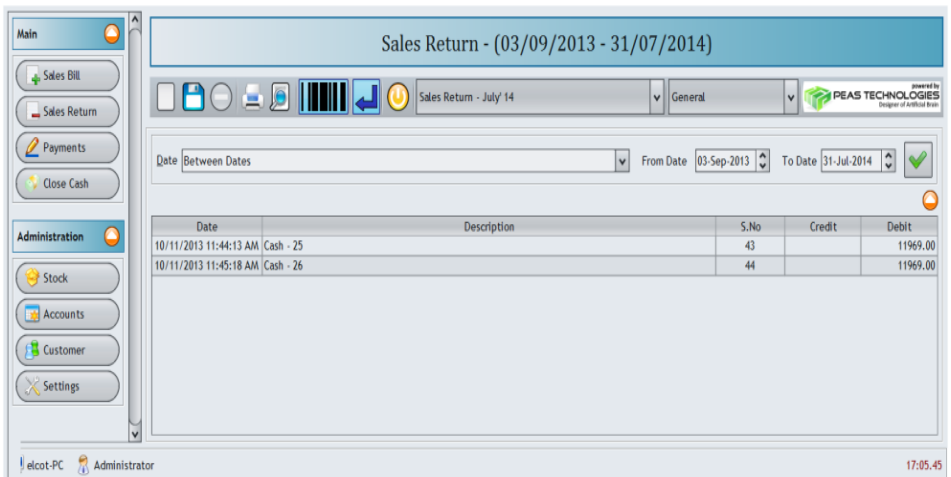 Main
Sales Bill
Sales Return
Payments
Close Cash
Administration
Stock
Accounts
Customer
Settings
Sales Return - (03/09/2013 - 31/07/2014)
Sales Return - July' 14 General powered by
PEAS TECHNOLOGIES
Designer of Artificial Brain
Date Between Dates From Date 03-Sep-2013 To Date 31-Jul-2014
Date Description S.No Credit Debit
10/11/2013 11:44:13 AM Cash - 25 43 11969.00
10/11/2013 11:45:18 AM Cash - 26 44 11969.00
elcot-PC Administrator 17:05.45